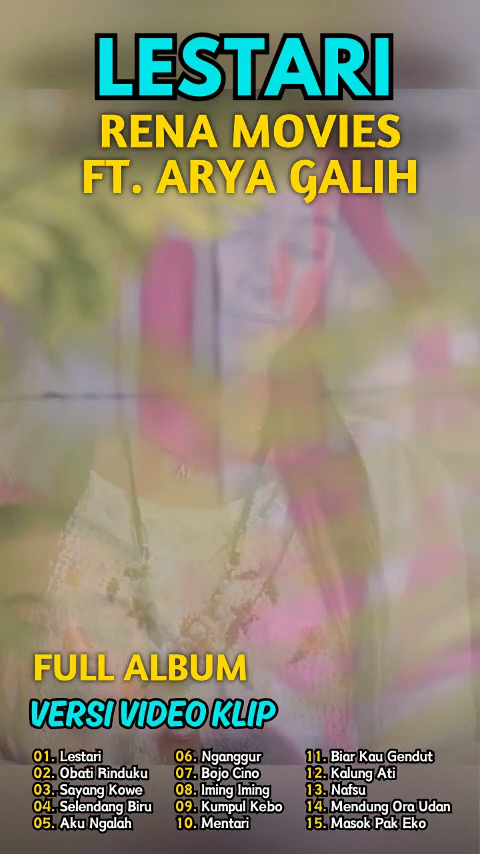 LESTARI
RENA MOVIES
FT. ARYA GALIH
FULL ALBUM
VERSI VIDEO KLIP
01. Lestari
02. Obati Rinduku
03. Sayang Kowe
04. Selendang Biru
05. Aku Ngalah
06. Nganggur
07. Bojo Cino
08. Iming Iming
09. Kumpul Kebo
10. Mentari
11. Biar Kau Gendut
12. Kalung Ati
13. Nafsu
14. Mendung Ora Udan
15. Masok Pak Eko